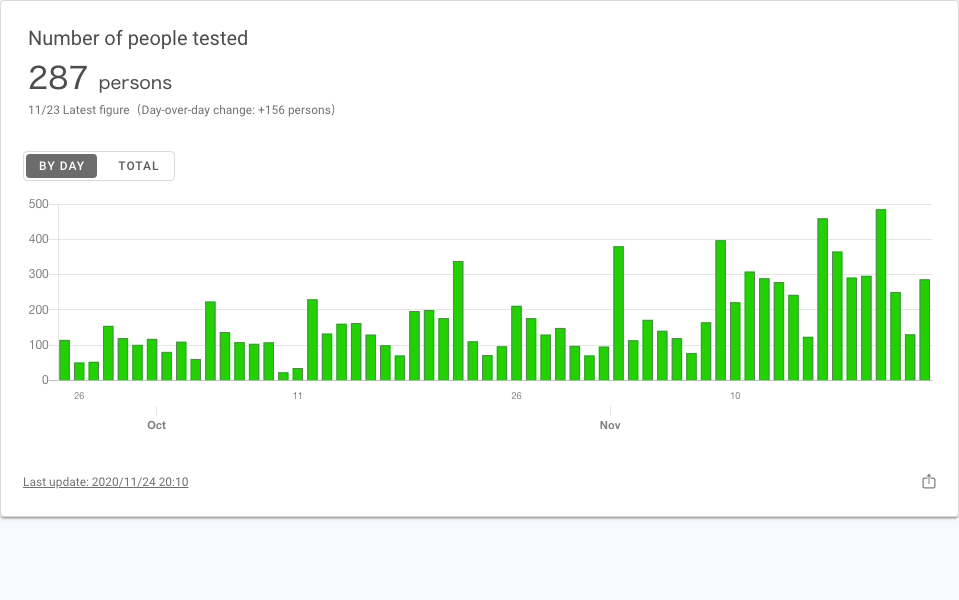 Number of people tested
287 persons
11/23 Latest figure（Day-over-day change: +156 persons）
BY DAY TOTAL
500
400
300
200
100
0
26 11 26 10
Oct Nov
Last update: 2020/11/24 20:10